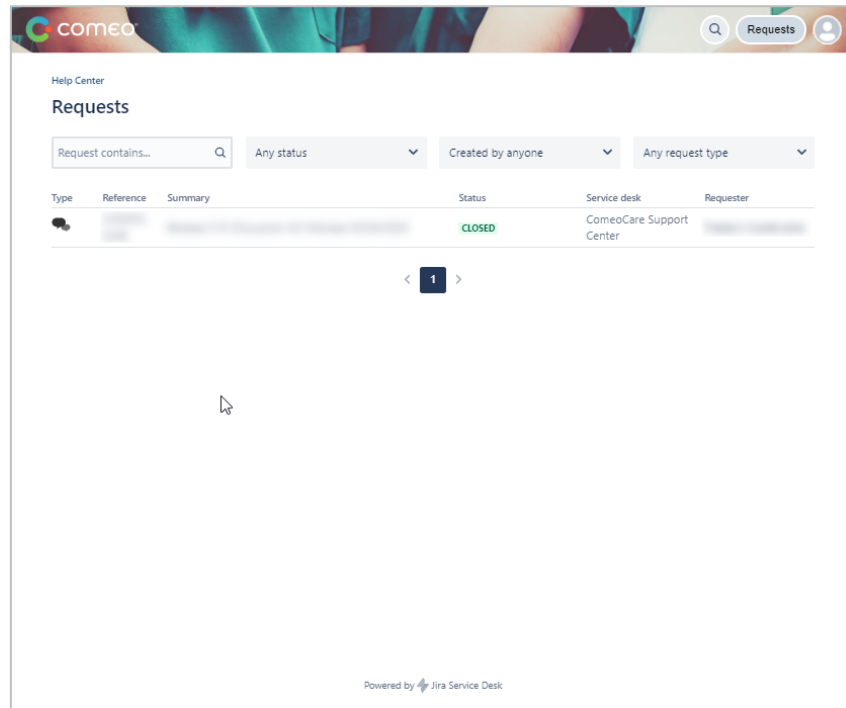 comeo
Requests
Help Center
Requests
Request contains... Any status Created by anyone Any request type
Type Reference Summary Status Service desk Requester
CLOSED ComeoCare Support
Center
1
Powered by Jira Service Desk